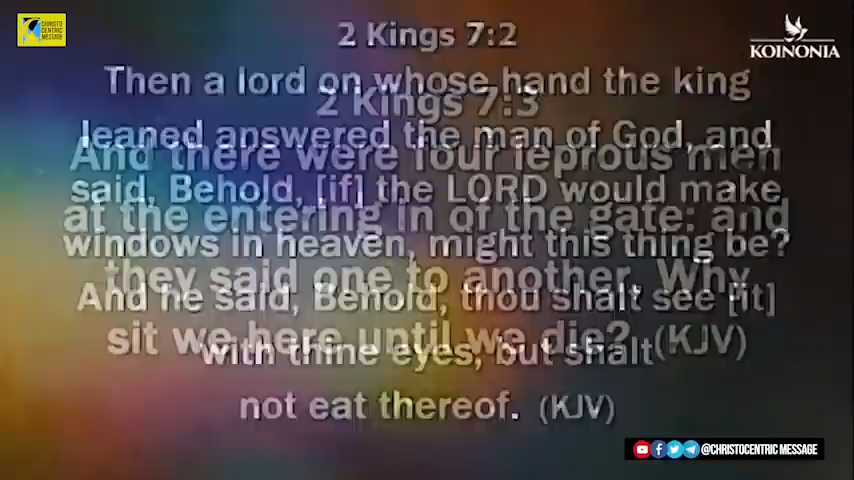 CHRISTO
CENTRIC
MESSAGE
KOINONIA
2 Kings 7:2
Then a lord on whose hand the king
leaned answered the man of God, and
said, Behold, [if] the LORD would make
windows in heaven, might this thing be?
And he said, Behold, thou shalt see [it]
with thine eyes, but shalt
not eat thereof. (KJV)
2 Kings 7:3
And there were four leprous men
at the entering in of the gate: and
they said one to another, Why
sit we here until we die? (KJV)
@CHRISTOCENTRIC MESSAGE